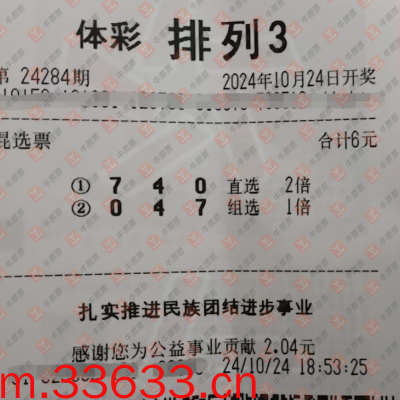 体彩 排列3
第 24284期 2024年10月24日开奖
混选票 合计6元
① 7 4 0 直选 2倍
② 0 4 7 组选 1倍
扎实推进民族团结进步事业
感谢您为公益事业贡献 2.04元
24/10/24 18:53:25
m.33633.cn